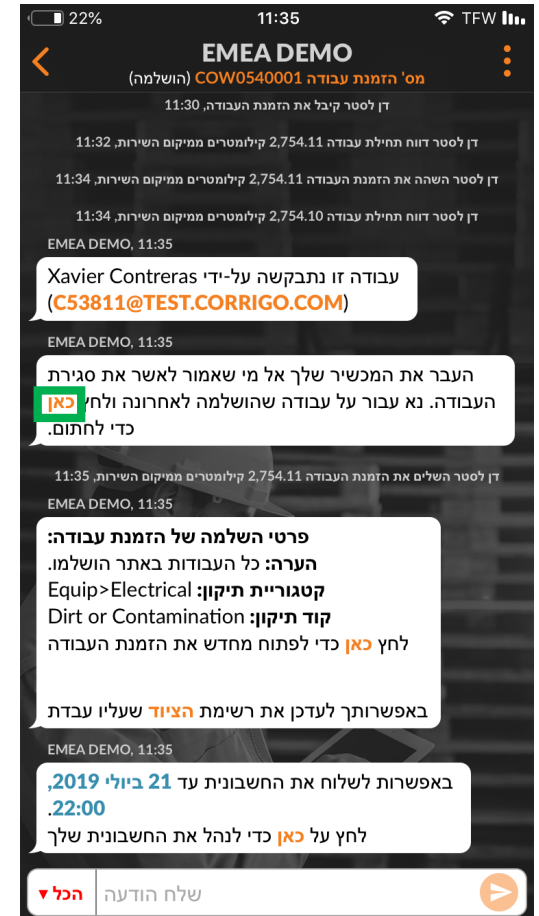 22%
11:35
TFW
EMEA DEMO
מס' הזמנת עבודה COW0540001 (הושלמה)
דן לסטר קיבל את הזמנת העבודה, 11:30
דן לסטר דווח תחילת עבודה 2,754.11 קילומטרים ממיקום השירות, 11:32
דן לסטר השהה את הזמנת העבודה 2,754.11 קילומטרים ממיקום השירות, 11:34
דן לסטר דווח תחילת עבודה 2,754.10 קילומטרים ממיקום השירות, 11:34
EMEA DEMO, 11:35
עבודה זו נתבקשה על-ידי Xavier Contreras
(C53811@TEST.CORRIGO.COM)
EMEA DEMO, 11:35
העבר את המכשיר שלך אל מי שאמור לאשר את סגירת
העבודה. נא עבור על עבודה שהושלמה לאחרונה ולחץ כאן
כדי לחתום.
דן לסטר השלים את הזמנת העבודה 2,754.11 קילומטרים ממיקום השירות, 11:35
EMEA DEMO, 11:35
פרטי השלמה של הזמנת עבודה:
הערה: כל העבודות באתר הושלמו.
קטגוריית תיקון: Equip>Electrical
קוד תיקון: Dirt or Contamination
לחץ כאן כדי לפתוח מחדש את הזמנת העבודה
באפשרותך לעדכן את רשימת הציוד שעליו עבדת
EMEA DEMO, 11:35
באפשרות לשלוח את החשבונית עד 21 ביולי 2019,
22:00.
לחץ על כאן כדי לנהל את החשבונית שלך
הכל
שלח הודעה